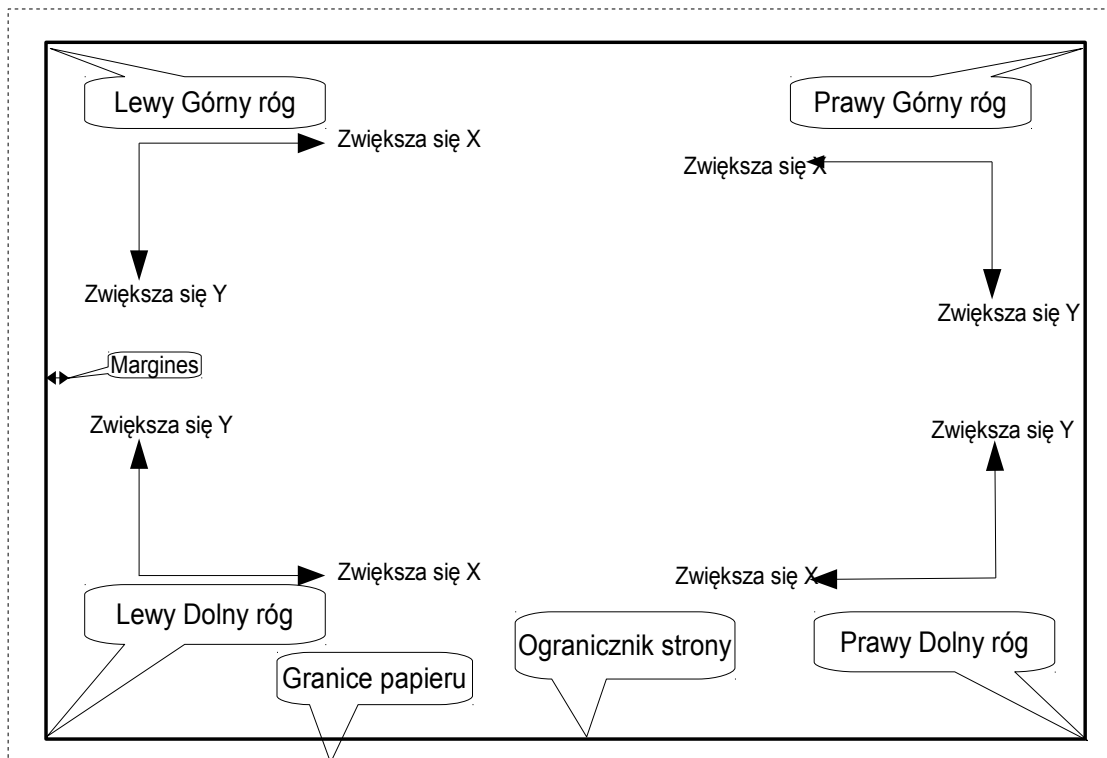 Lewy Górny róg
Prawy Górny róg
Zwiększa się X
Zwiększa się X
Zwiększa się Y
Zwiększa się Y
Margines
Zwiększa się Y
Zwiększa się Y
Zwiększa się X
Zwiększa się X
Lewy Dolny róg
Ogranicznik strony
Prawy Dolny róg
Granice papieru